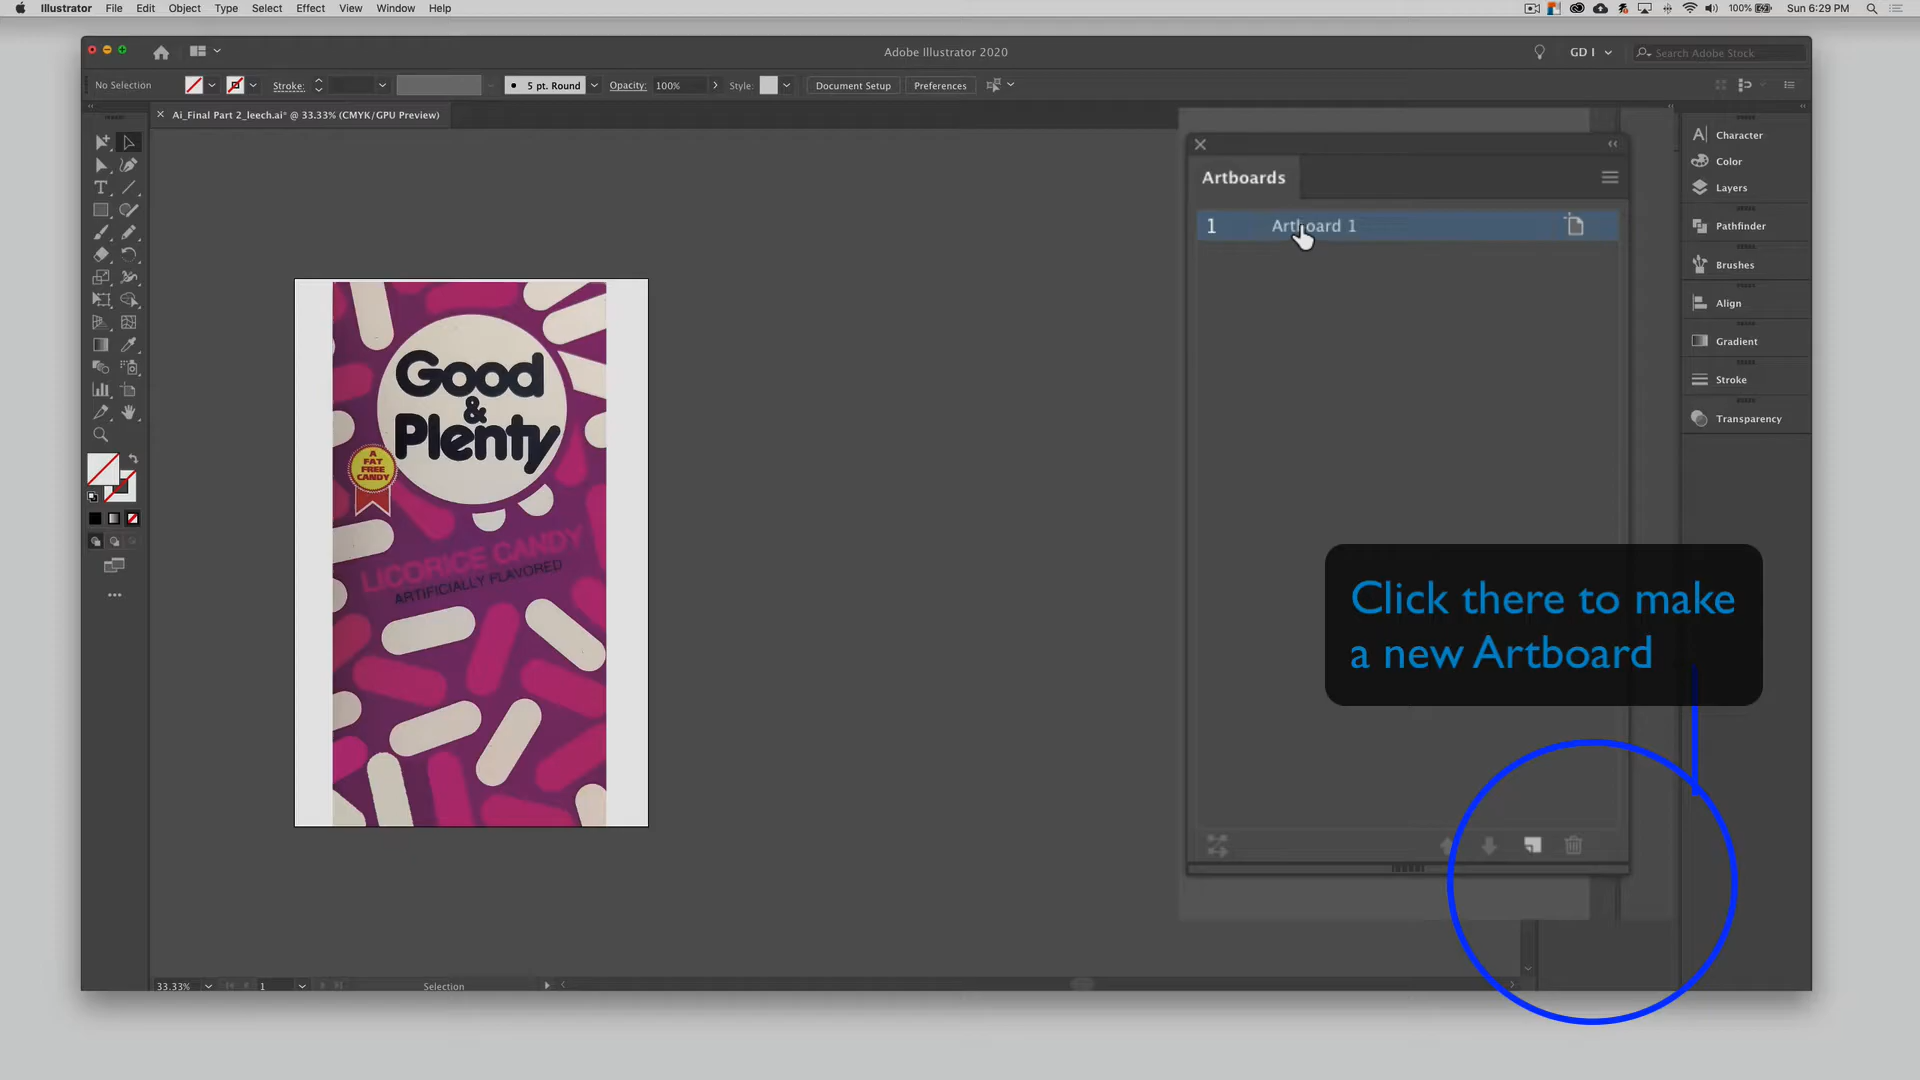 Illustrator File Edit Object Type Select Effect View Window Help
100% Sun 6:29 PM
Adobe Illustrator 2020
GD I
Search Adobe Stock
No Selection
Stroke:
5 pt. Round
Opacity: 100%
Style:
Document Setup
Preferences
Ai_Final Part 2_leech.ai* @ 33.33% (CMYK/GPU Preview)
Artboards
1 Artboard 1
Character
Color
Layers
Pathfinder
Brushes
Align
Gradient
Stroke
Transparency
Good
&
Plenty
A
FAT
FREE
CANDY
LICORICE CANDY
ARTIFICIALLY FLAVORED
Click there to make
a new Artboard
33.33%
1
Selection